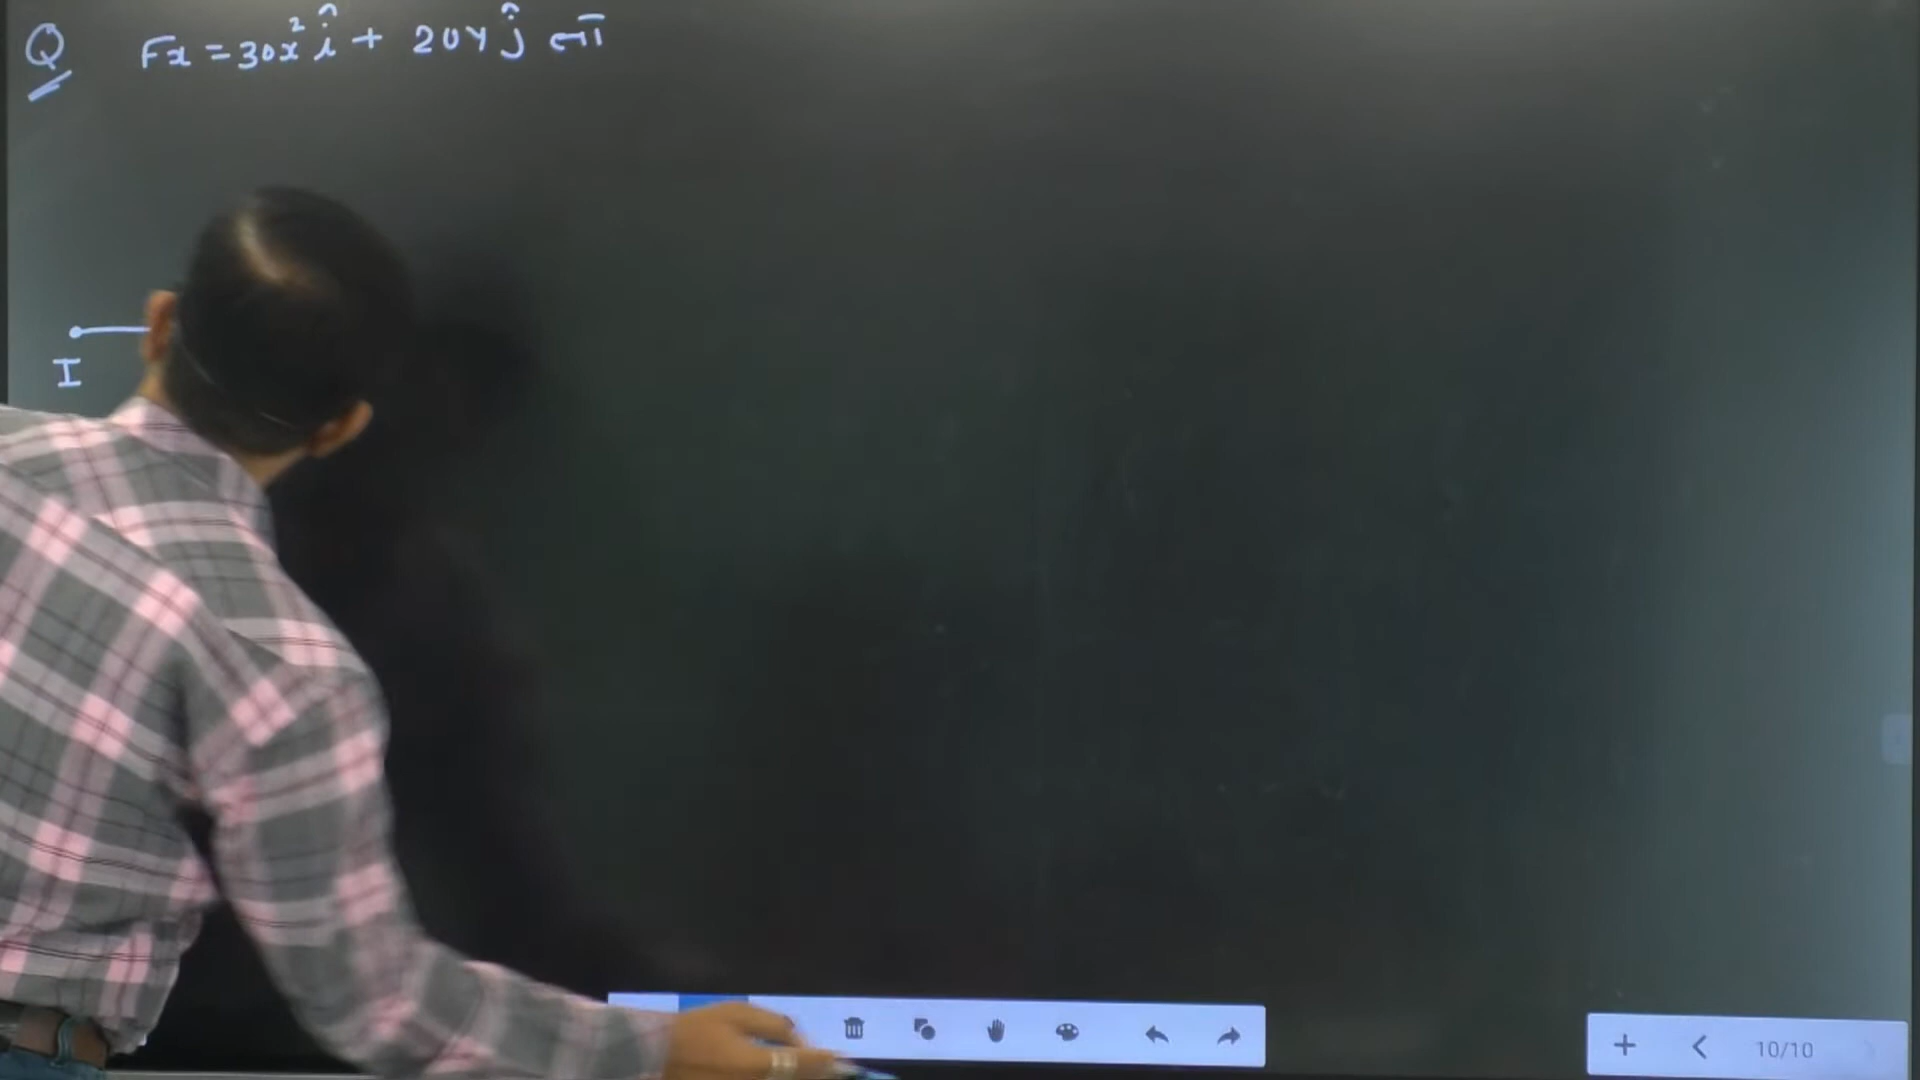 Q Fx = 30x² î + 20y ĵ
I
10/10